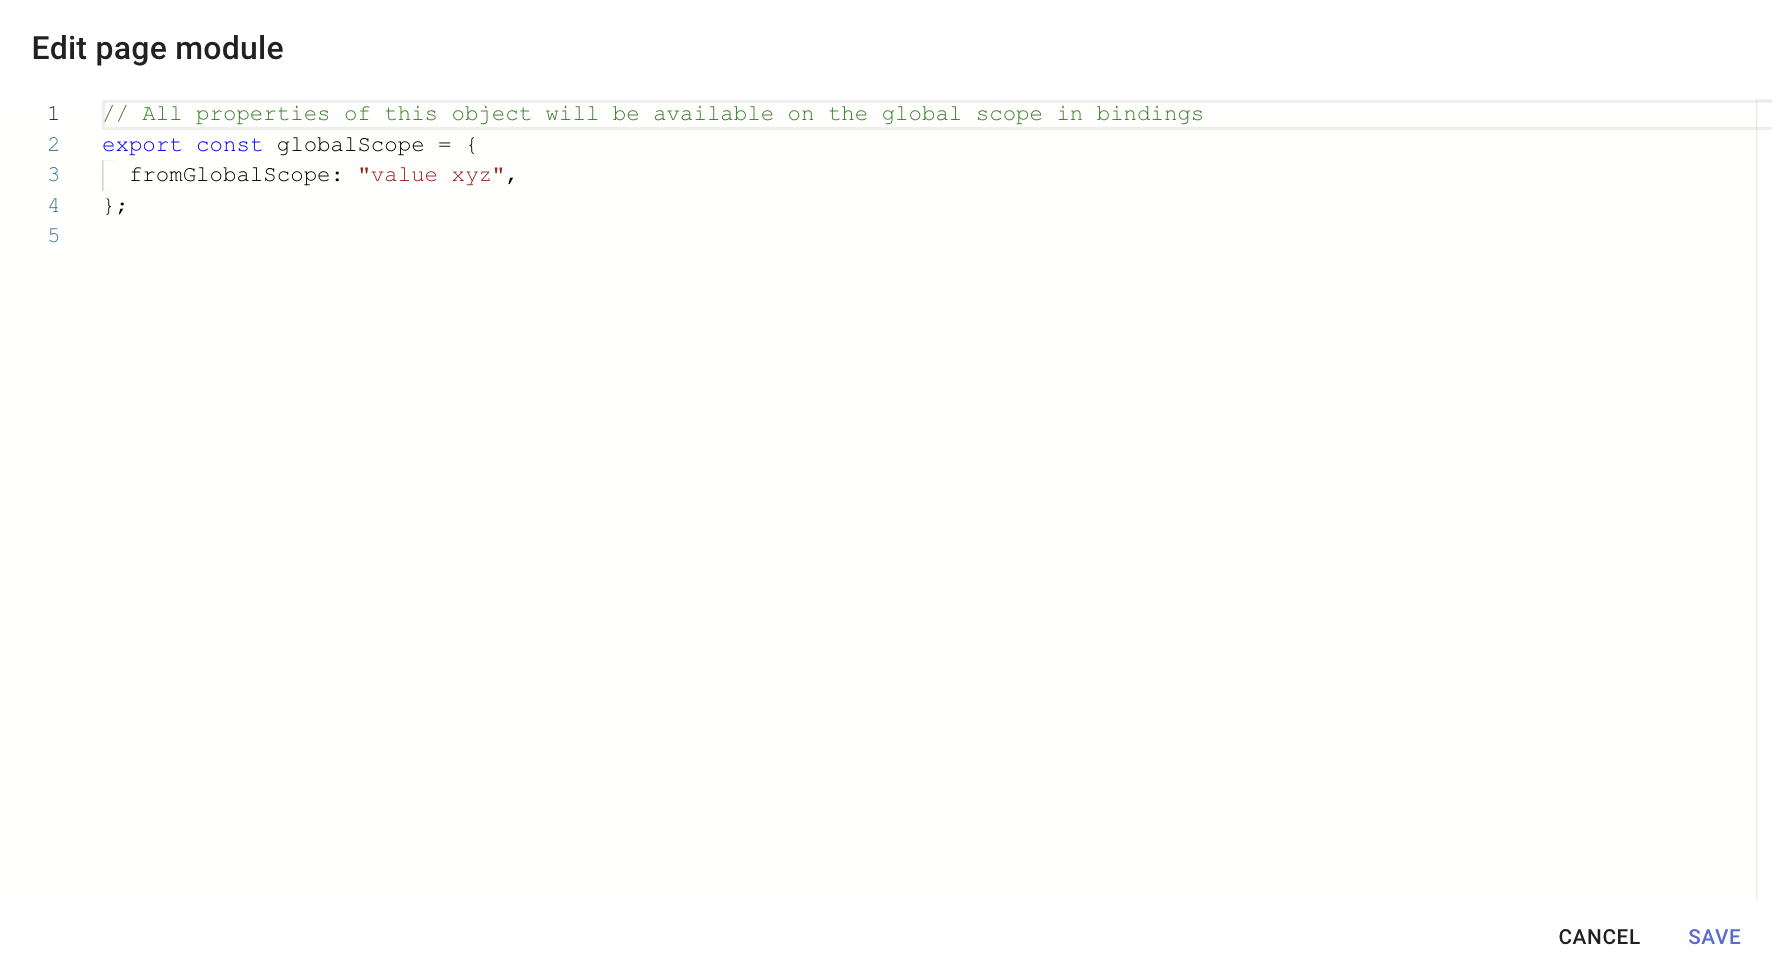 Edit page module
1 // All properties of this object will be available on the global scope in bindings
2 export const globalScope = {
3   fromGlobalScope: "value xyz",
4 };
5
CANCEL SAVE